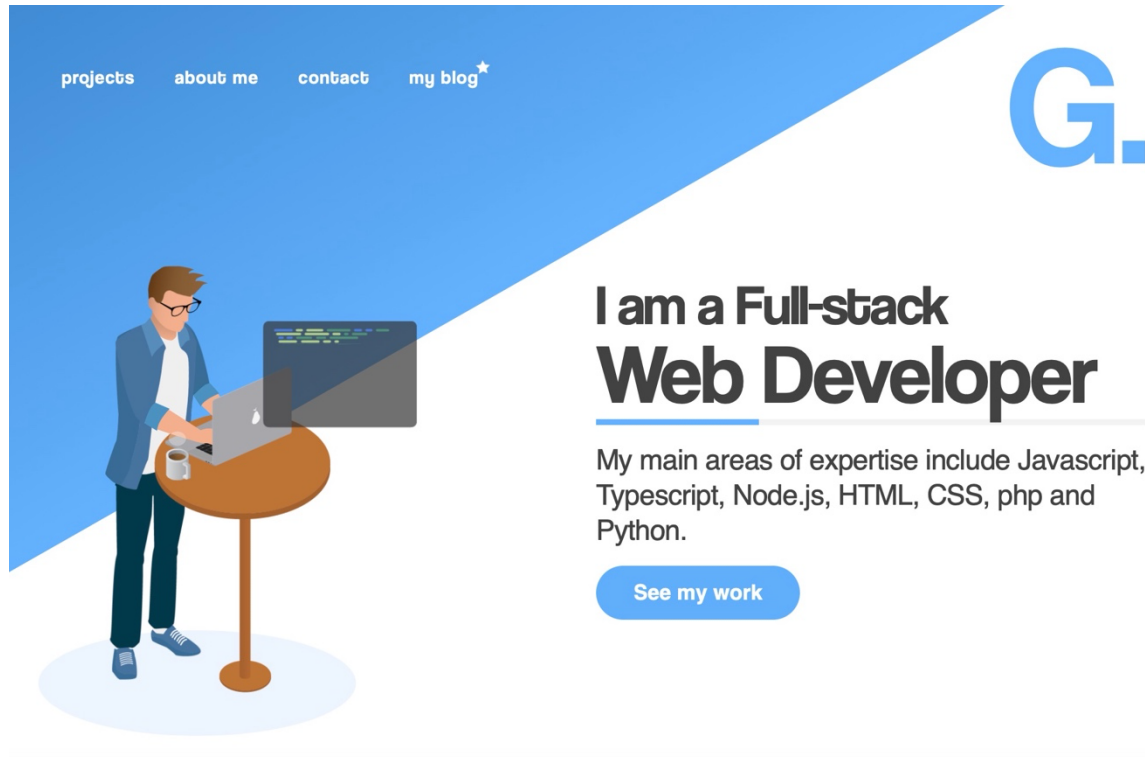 projects about me contact my blog
G.
I am a Full-stack
Web Developer
My main areas of expertise include Javascript,
Typescript, Node.js, HTML, CSS, php and
Python.
See my work